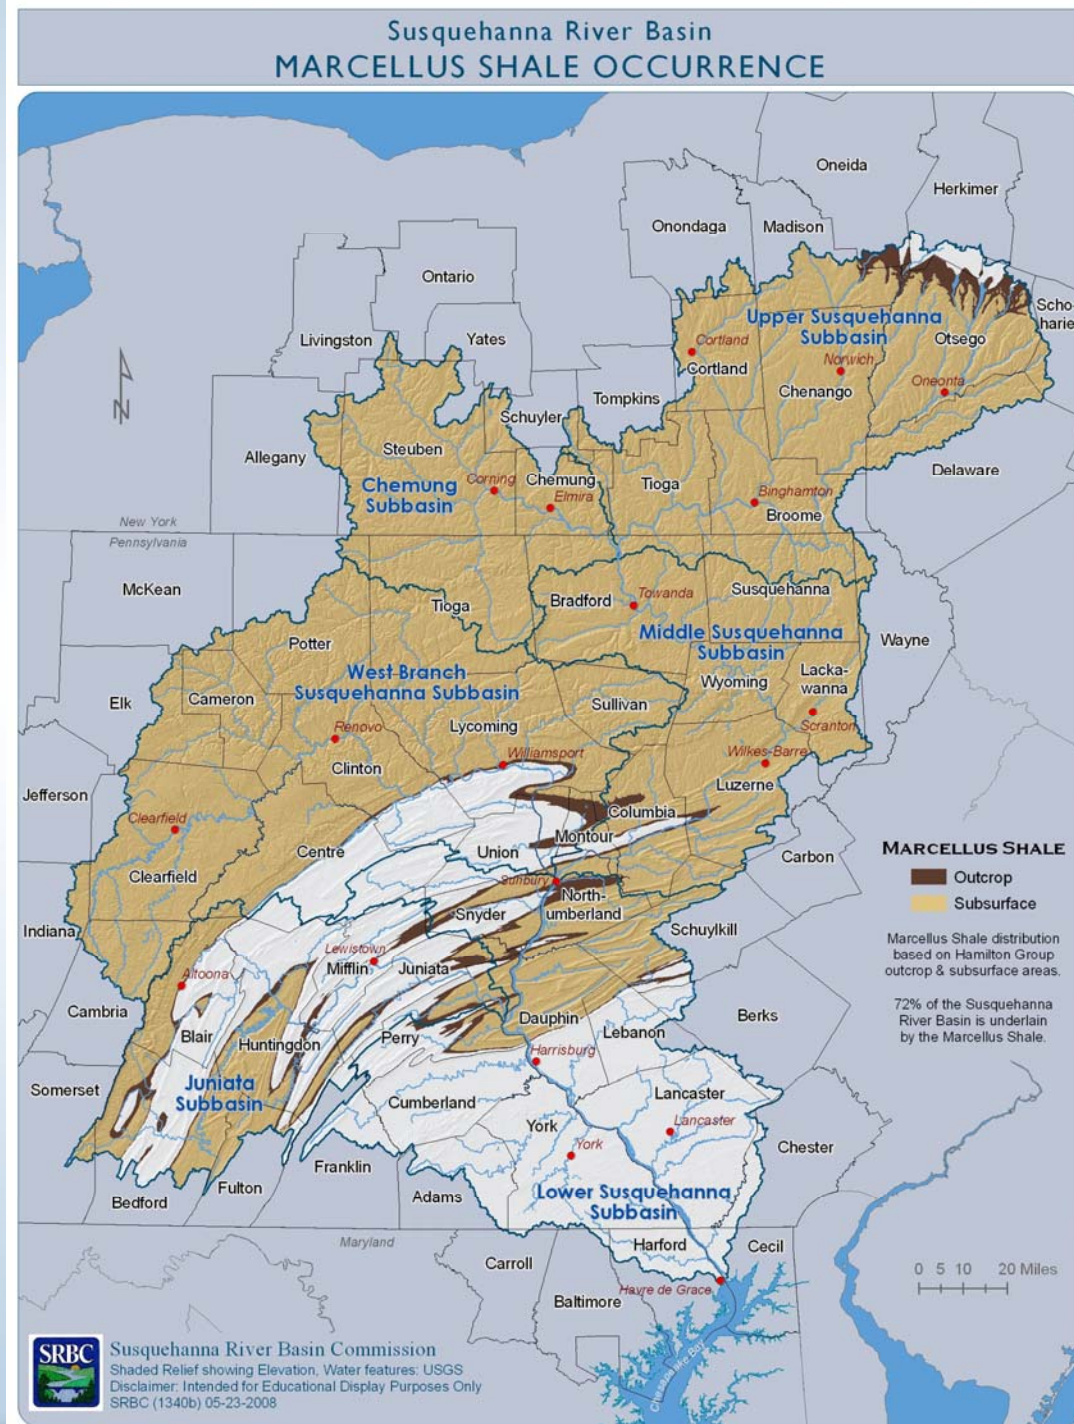 Susquehanna River Basin
MARCELLUS SHALE OCCURRENCE
Oneida
Herkimer
Onondaga
Madison
Ontario
Scho-
harie
Upper Susquehanna
Subbasin
Livingston
Yates
Cortland
Otsego
Norwich
Cortland
Oneonta
Chenango
Tompkins
Schuyler
Steuben
Allegany
Delaware
Corning
Chemung
Tioga
Chemung
Subbasin
Elmira
Binghamton
Broome
New York
Pennsylvania
McKean
Susquehanna
Towanda
Bradford
Tioga
Middle Susquehanna
Subbasin
Wayne
Potter
West Branch
Susquehanna Subbasin
Lacka-
wanna
Wyoming
Elk
Cameron
Sullivan
Lycoming
Renovo
Scranton
Williamsport
Wilkes-Barre
Clinton
Luzerne
Jefferson
Columbia
Clearfield
Montour
MARCELLUS SHALE
Centre
Union
Carbon
Clearfield
Outcrop
Sunbury
North-
umberland
Subsurface
Snyder
Indiana
Schuylkill
Marcellus Shale distribution
based on Hamilton Group
outcrop & subsurface areas.
Lewistown
Mifflin
Juniata
Altoona
72% of the Susquehanna
River Basin is underlain
by the Marcellus Shale.
Cambria
Berks
Dauphin
Lebanon
Blair
Huntingdon
Perry
Harrisburg
Somerset
Juniata
Subbasin
Cumberland
Lancaster
York
Lancaster
York
Chester
Franklin
Fulton
Adams
Bedford
Lower Susquehanna
Subbasin
Maryland
Harford
Cecil
Carroll
0 5 10 20 Miles
Havre de Grace
Baltimore
Chesapeake Bay
SRBC
Susquehanna River Basin Commission
Shaded Relief showing Elevation, Water features: USGS
Disclaimer: Intended for Educational Display Purposes Only
SRBC (1340b) 05-23-2008
N